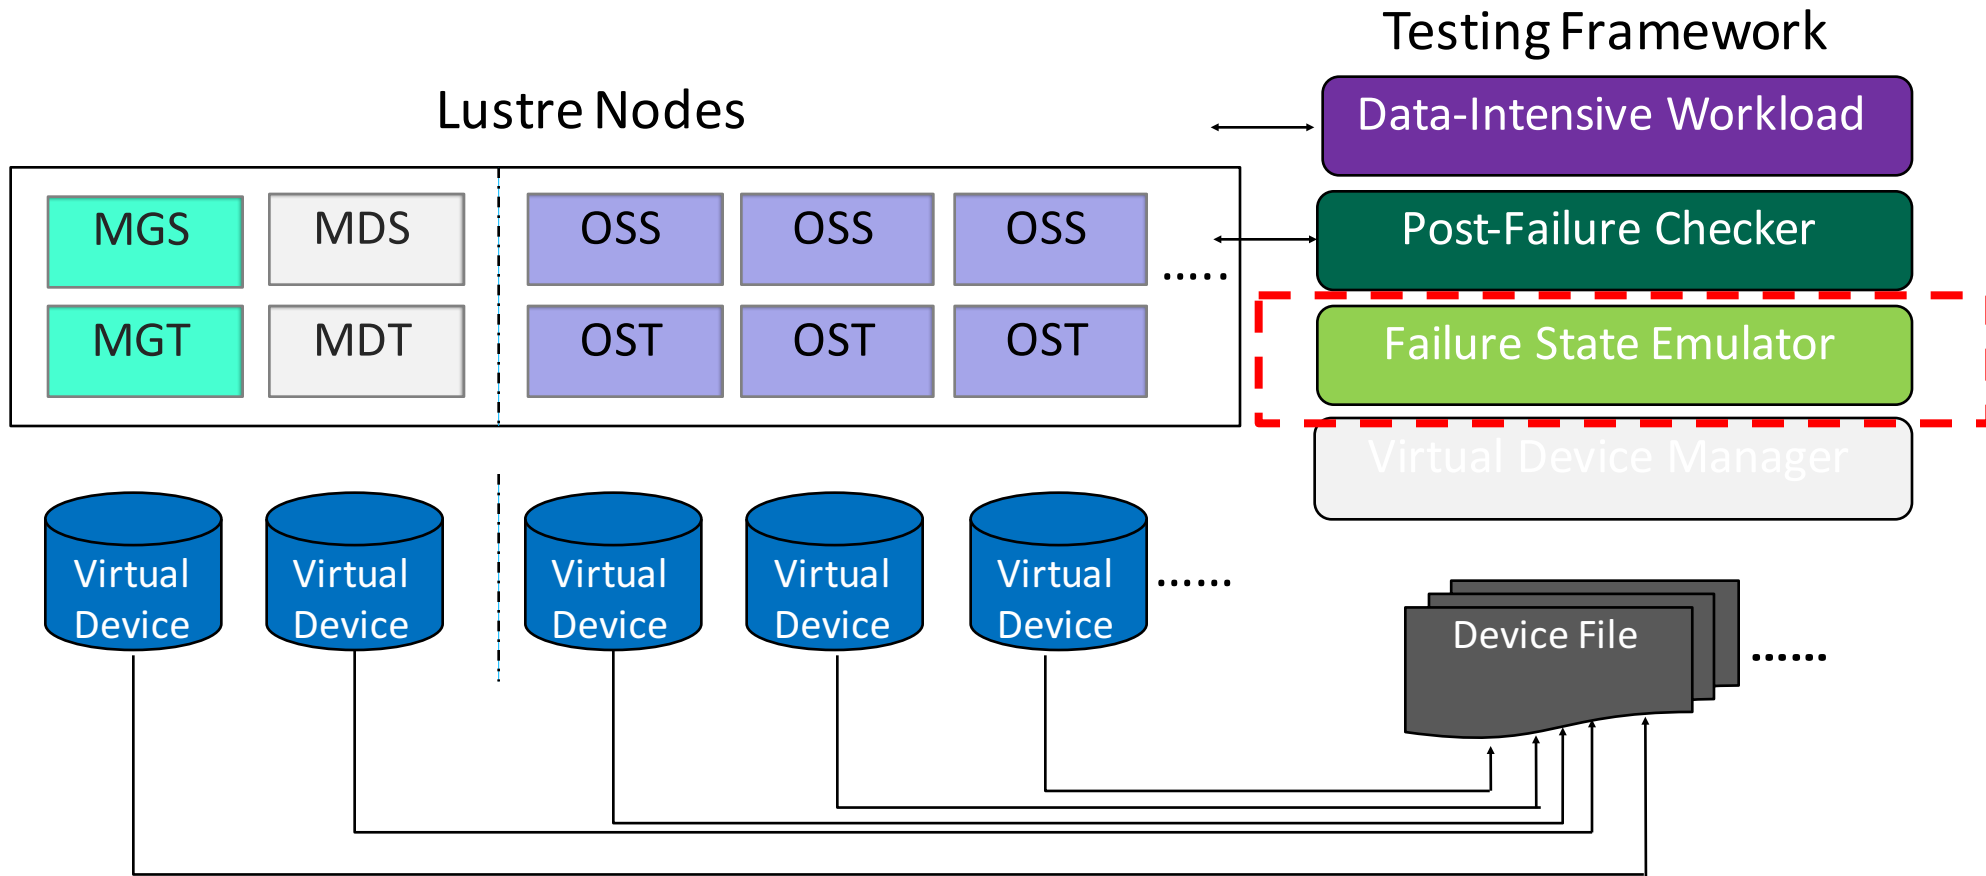 Testing Framework
Lustre Nodes
Data-Intensive Workload
MGS MDS OSS OSS OSS
Post-Failure Checker
......
MGT MDT OST OST OST
Failure State Emulator
Virtual Device Manager
Virtual Virtual Virtual Virtual Virtual
Device Device Device Device Device
......
Device File
......